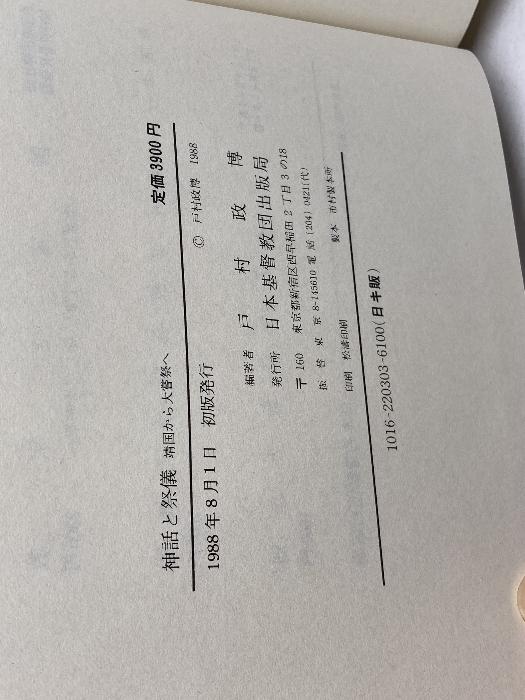 神話と祭儀 靖国から大嘗祭へ 定価3900円
1988年8月1日 初版発行 © 戸村政博 1988
編著者 戸村政博
発行所 日本基督教団出版局
〒160 東京都新宿区西早稲田2丁目3の18
振替 東京8-145610 電話(204)0421(代)
印刷 松濤印刷 製本 市村製本所
1016-220303-6100(日キ販)